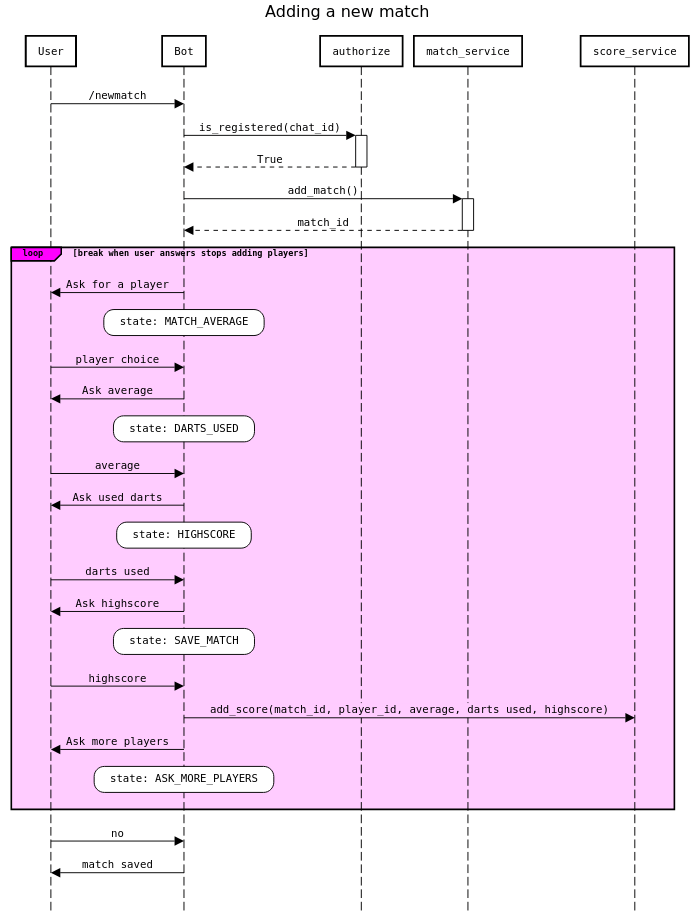 Adding a new match
User
Bot
authorize
match_service
score_service
/newmatch
is_registered(chat_id)
True
add_match()
match_id
loop
[break when user answers stops adding players]
Ask for a player
state: MATCH_AVERAGE
player choice
Ask average
state: DARTS_USED
average
Ask used darts
state: HIGHSCORE
darts used
Ask highscore
state: SAVE_MATCH
highscore
add_score(match_id, player_id, average, darts used, highscore)
Ask more players
state: ASK_MORE_PLAYERS
no
match saved